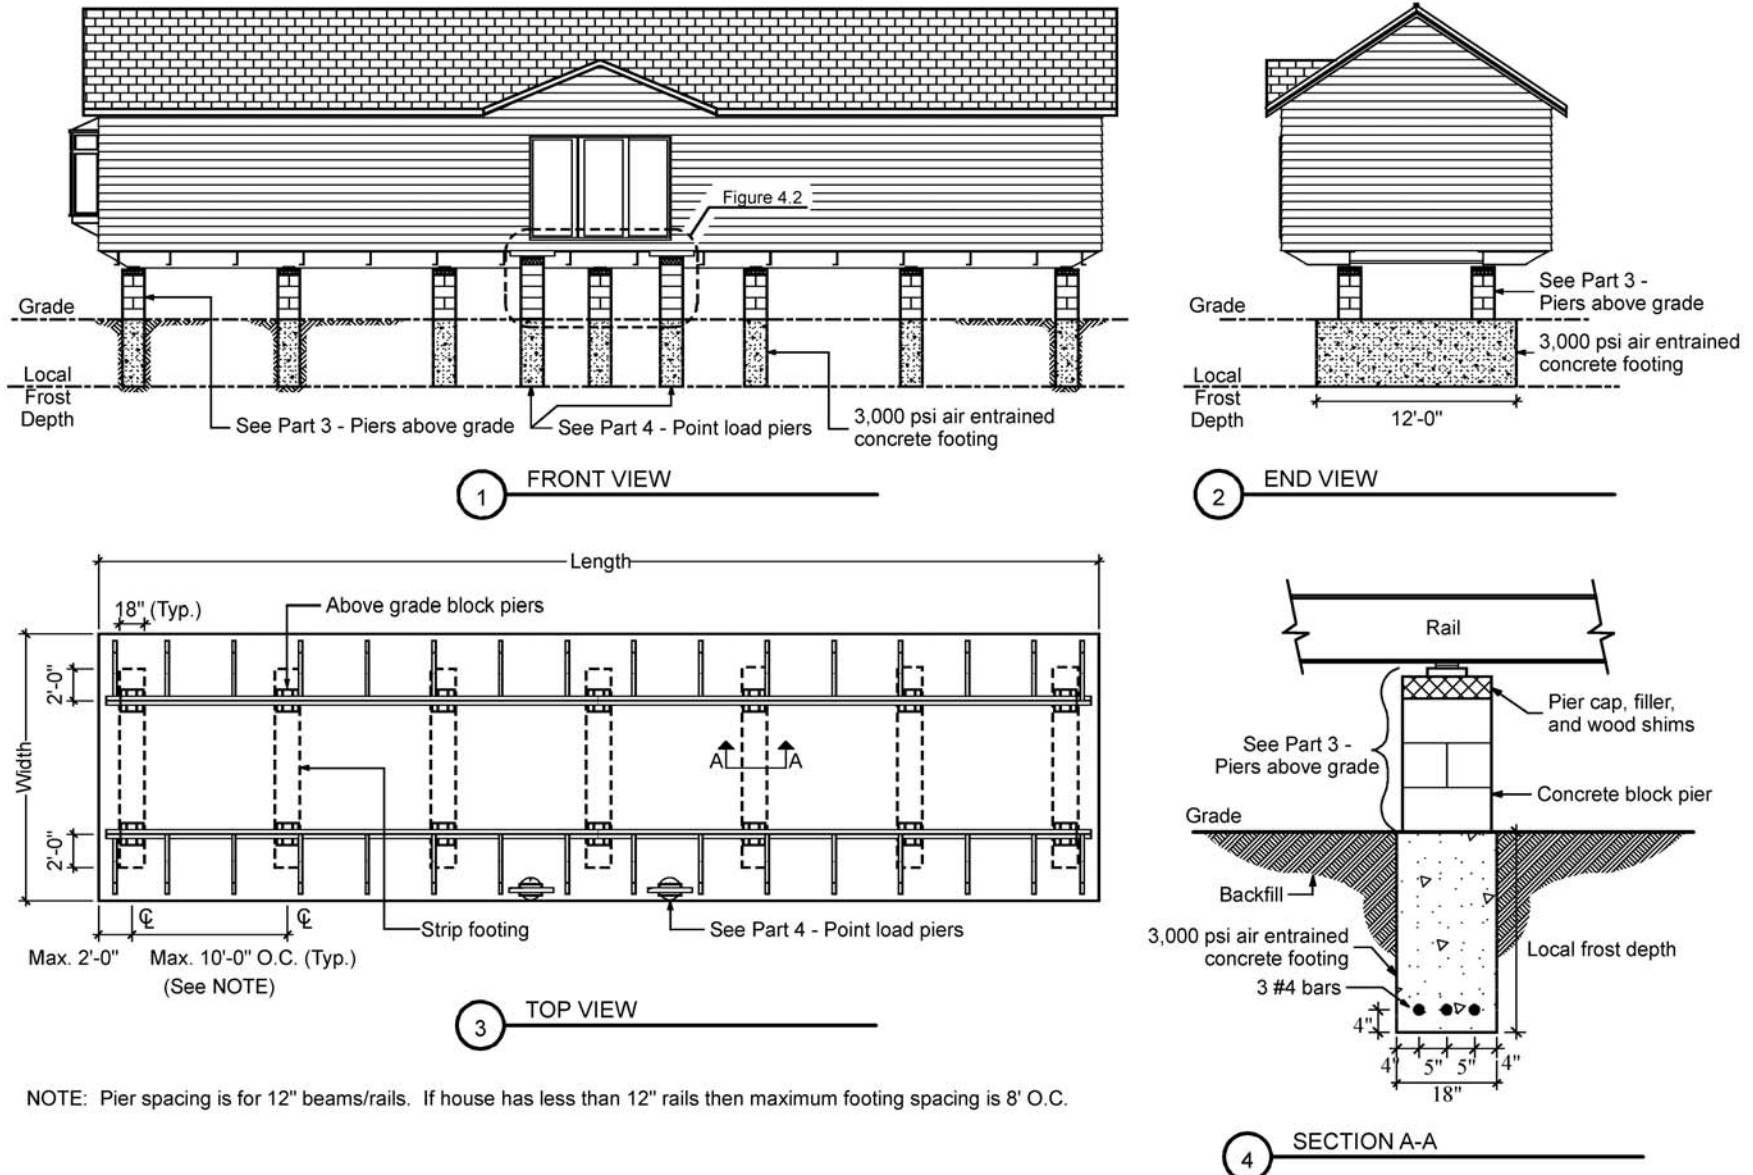 Figure 4.2
Grade
Local
Frost
Depth
See Part 3 - Piers above grade
See Part 4 - Point load piers
3,000 psi air entrained
concrete footing
1
FRONT VIEW
Grade
Local
Frost
Depth
See Part 3 -
Piers above grade
3,000 psi air entrained
concrete footing
12'-0"
2
END VIEW
Length
18" (Typ.)
Above grade block piers
2'-0"
Width
A
A
2'-0"
℄
℄
Strip footing
See Part 4 - Point load piers
Max. 2'-0"
Max. 10'-0" O.C. (Typ.)
(See NOTE)
3
TOP VIEW
NOTE: Pier spacing is for 12" beams/rails. If house has less than 12" rails then maximum footing spacing is 8' O.C.
Rail
Pier cap, filler,
and wood shims
See Part 3 -
Piers above grade
Concrete block pier
Grade
Backfill
3,000 psi air entrained
concrete footing
Local frost depth
3 #4 bars
4"
4" 5" 5" 4"
18"
4
SECTION A-A